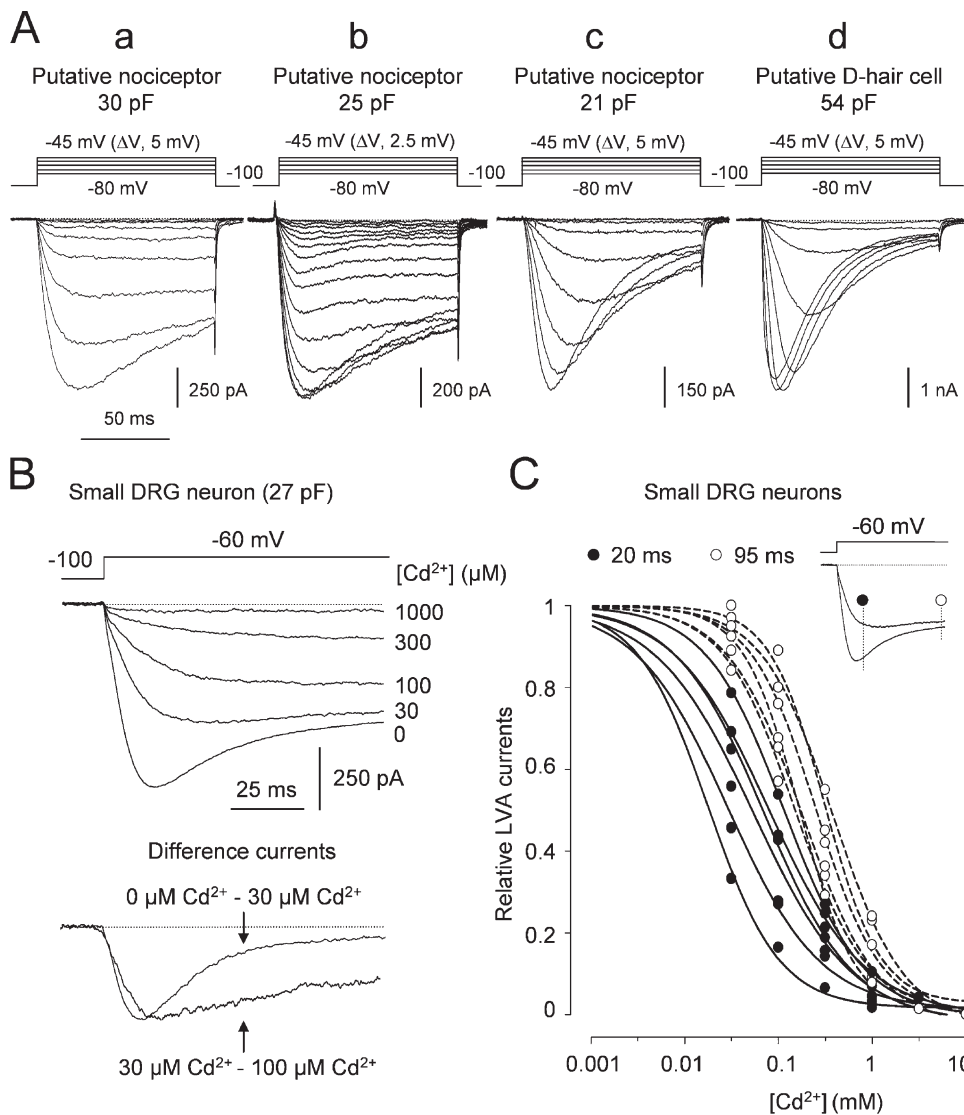 A
a
Putative nociceptor
30 pF
b
Putative nociceptor
25 pF
c
Putative nociceptor
21 pF
d
Putative D-hair cell
54 pF
-45 mV (ΔV, 5 mV)
-45 mV (ΔV, 2.5 mV)
-45 mV (ΔV, 5 mV)
-45 mV (ΔV, 5 mV)
-80 mV
-100
-80 mV
-100
-80 mV
-100
-80 mV
250 pA
200 pA
150 pA
1 nA
50 ms
B
Small DRG neuron (27 pF)
-100
-60 mV
[Cd²⁺] (µM)
1000
300
100
30
0
25 ms
250 pA
Difference currents
0 µM Cd²⁺ - 30 µM Cd²⁺
30 µM Cd²⁺ - 100 µM Cd²⁺
C
Small DRG neurons
-60 mV
20 ms
95 ms
Relative LVA currents
1
0.8
0.6
0.4
0.2
0
0.001
0.01
0.1
1
[Cd²⁺] (mM)